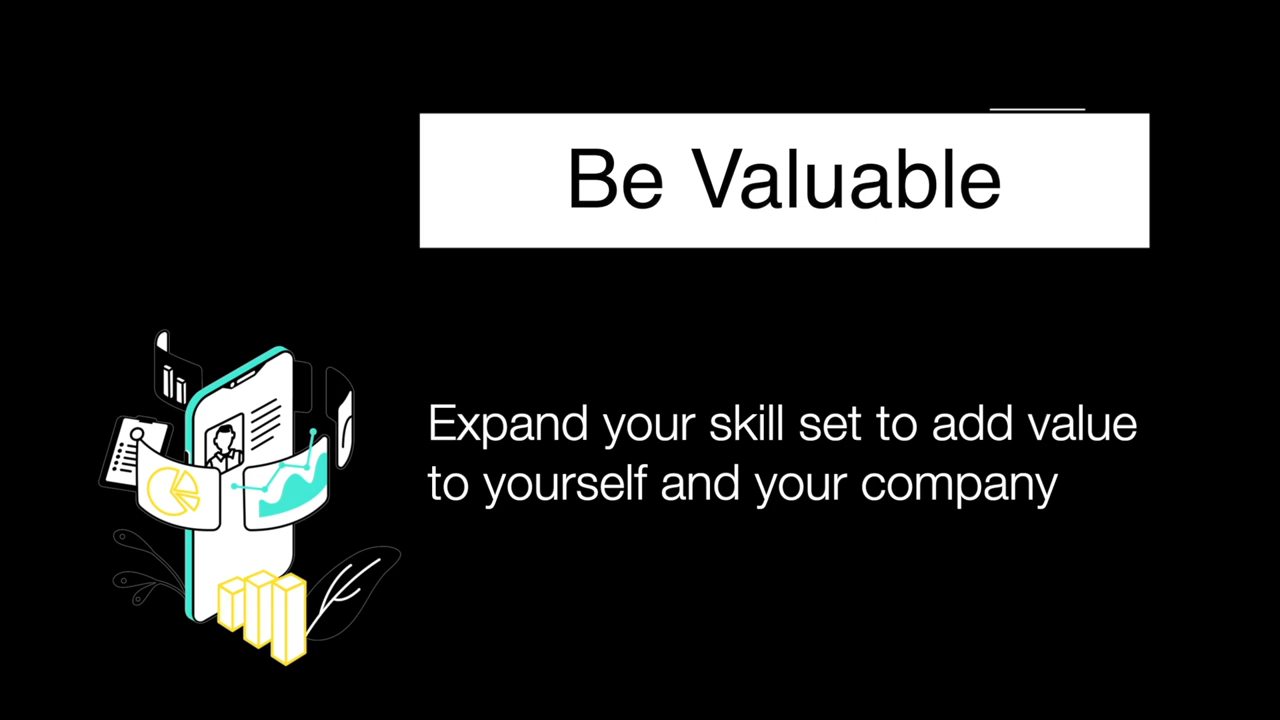 Be Valuable
Expand your skill set to add value
to yourself and your company